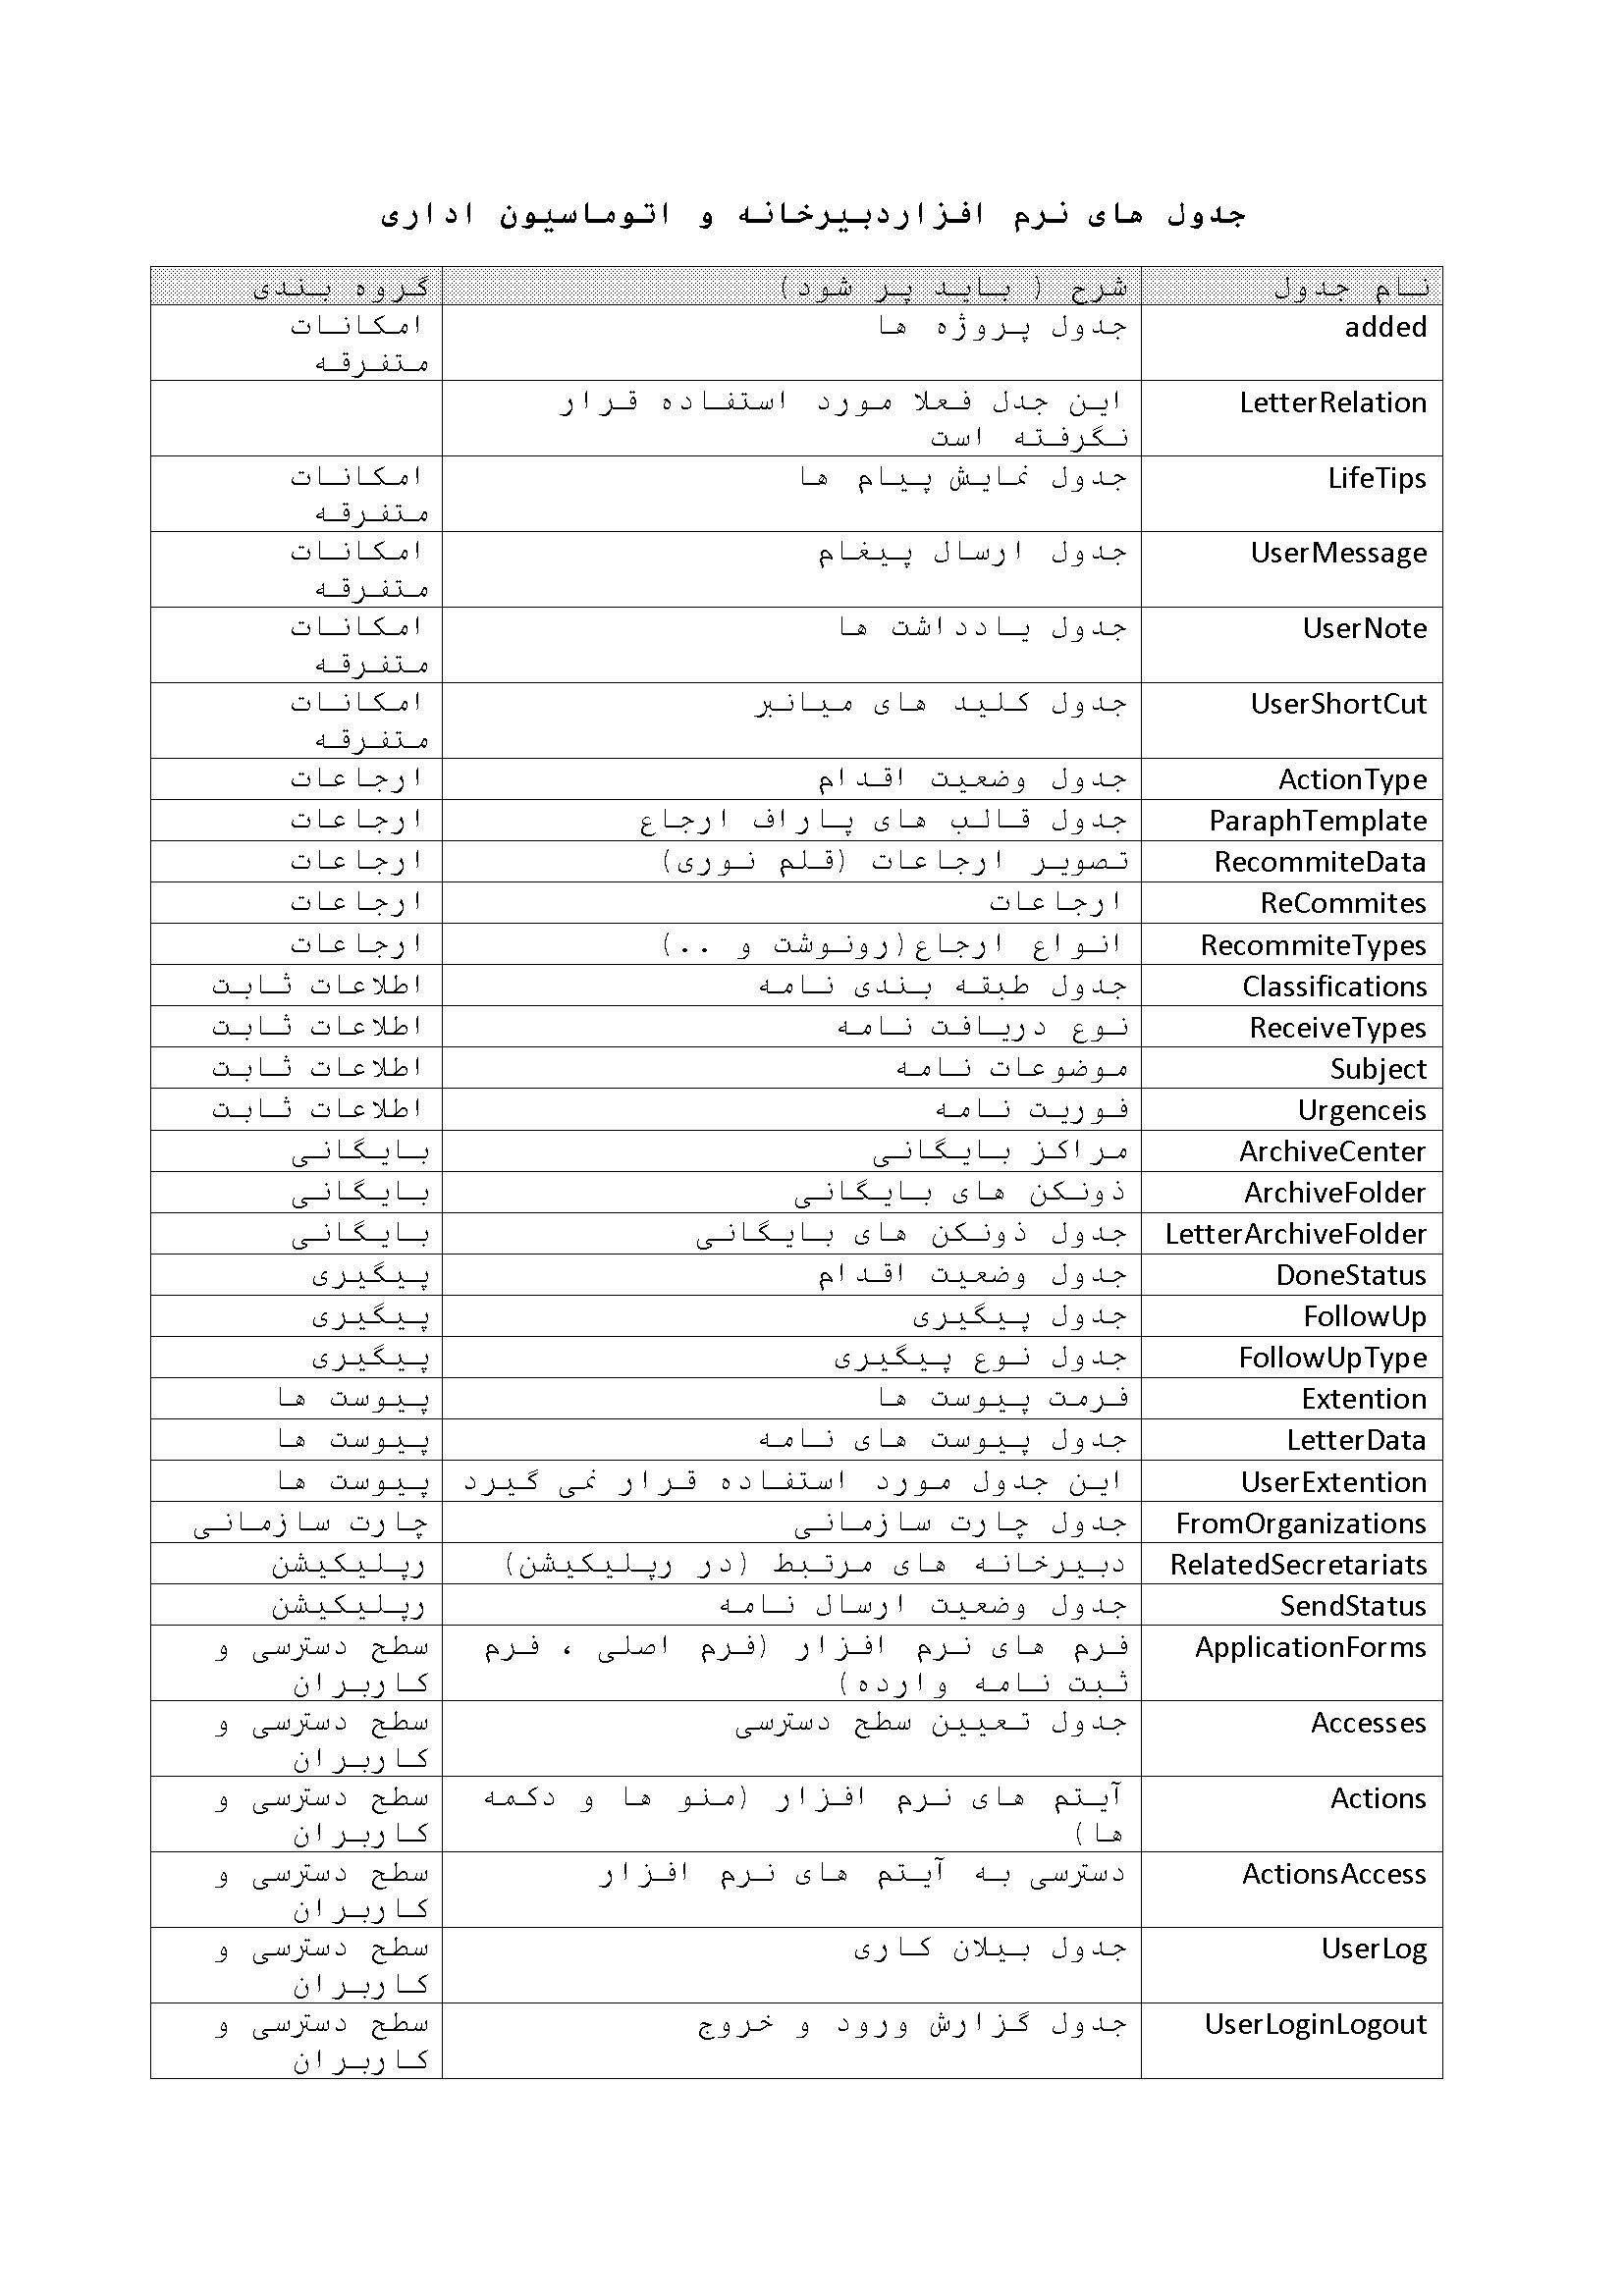 جدول های نرم افزاردبیرخانه و اتوماسیون اداری
نام جدول	شرح ( باید پر شود)	گروه بندی
added	جدول پروژه ها	امکانات
متفرقه
LetterRelation	این جدل فعلا مورد استفاده قرار
نگرفته است
LifeTips	جدول نمایش پیام ها	امکانات
متفرقه
UserMessage	جدول ارسال پیغام	امکانات
متفرقه
UserNote	جدول یادداشت ها	امکانات
متفرقه
UserShortCut	جدول کلید های میانبر	امکانات
متفرقه
ActionType	جدول وضعیت اقدام	ارجاعات
ParaphTemplate	جدول قالب های پاراف ارجاع	ارجاعات
RecommiteData	تصویر ارجاعات (قلم نوری)	ارجاعات
ReCommites	ارجاعات	ارجاعات
RecommiteTypes	انواع ارجاع(رونوشت و ..)	ارجاعات
Classifications	جدول طبقه بندی نامه	اطلاعات ثابت
ReceiveTypes	نوع دریافت نامه	اطلاعات ثابت
Subject	موضوعات نامه	اطلاعات ثابت
Urgenceis	فوریت نامه	اطلاعات ثابت
ArchiveCenter	مراکز بایگانی	بایگانی
ArchiveFolder	ذونکن های بایگانی	بایگانی
LetterArchiveFolder	جدول ذونکن های بایگانی	بایگانی
DoneStatus	جدول وضعیت اقدام	پیگیری
FollowUp	جدول پیگیری	پیگیری
FollowUpType	جدول نوع پیگیری	پیگیری
Extention	فرمت پیوست ها	پیوست ها
LetterData	جدول پیوست های نامه	پیوست ها
UserExtention	این جدول مورد استفاده قرار نمی گیرد	پیوست ها
FromOrganizations	جدول چارت سازمانی	چارت سازمانی
RelatedSecretariats	دبیرخانه های مرتبط (در رپلیکیشن)	رپلیکیشن
SendStatus	جدول وضعیت ارسال نامه	رپلیکیشن
ApplicationForms	فرم های نرم افزار (فرم اصلی ، فرم	سطح دسترسی و
ثبت نامه وارده)	کاربران
Accesses	جدول تعیین سطح دسترسی	سطح دسترسی و
کاربران
Actions	آیتم های نرم افزار (منو ها و دکمه	سطح دسترسی و
ها)	کاربران
ActionsAccess	دسترسی به آیتم های نرم افزار	سطح دسترسی و
کاربران
UserLog	جدول بیلان کاری	سطح دسترسی و
کاربران
UserLoginLogout	جدول گزارش ورود و خروج	سطح دسترسی و
کاربران